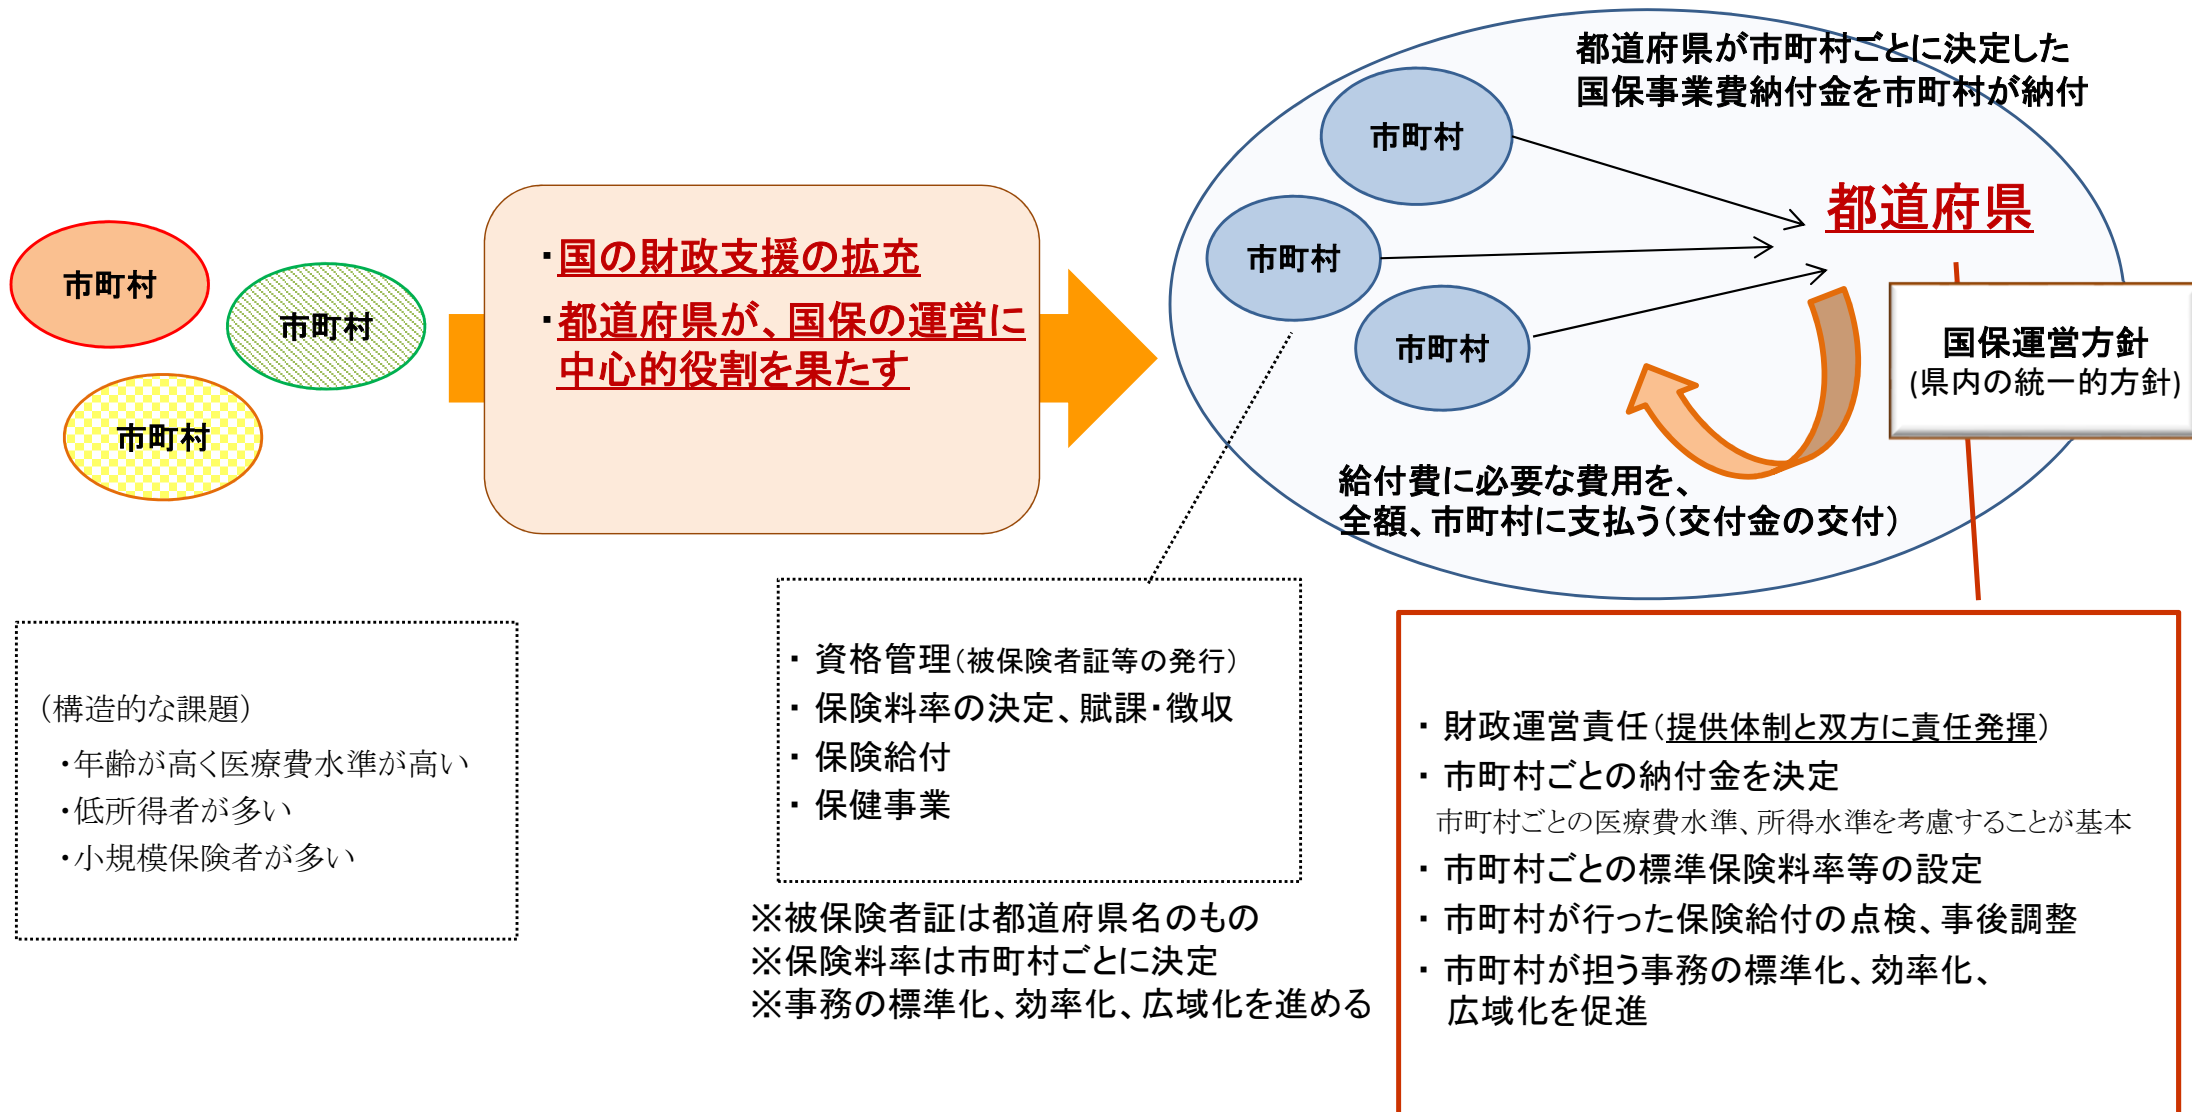 市町村
市町村
市町村
・国の財政支援の拡充
・都道府県が、国保の運営に
中心的役割を果たす
都道府県が市町村ごとに決定した
国保事業費納付金を市町村が納付
市町村
市町村
市町村
都道府県
国保運営方針
(県内の統一的方針)
給付費に必要な費用を、
全額、市町村に支払う(交付金の交付)
(構造的な課題)
・年齢が高く医療費水準が高い
・低所得者が多い
・小規模保険者が多い
・ 資格管理(被保険者証等の発行)
・ 保険料率の決定、賦課・徴収
・ 保険給付
・ 保健事業
※被保険者証は都道府県名のもの
※保険料率は市町村ごとに決定
※事務の標準化、効率化、広域化を進める
・ 財政運営責任(提供体制と双方に責任発揮)
・ 市町村ごとの納付金を決定
市町村ごとの医療費水準、所得水準を考慮することが基本
・ 市町村ごとの標準保険料率等の設定
・ 市町村が行った保険給付の点検、事後調整
・ 市町村が担う事務の標準化、効率化、
広域化を促進